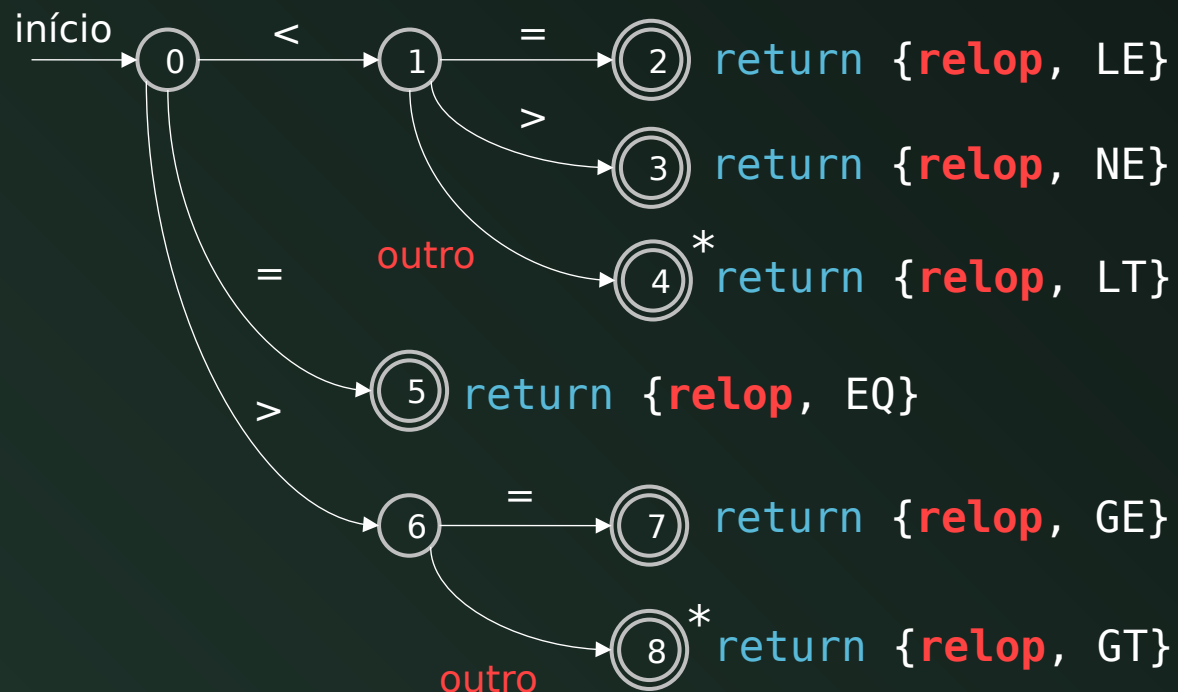 início
<
=
0
1
2
return {relop, LE}
>
3
return {relop, NE}
*
outro
4
return {relop, LT}
=
5
return {relop, EQ}
>
=
6
7
return {relop, GE}
*
8
return {relop, GT}
outro